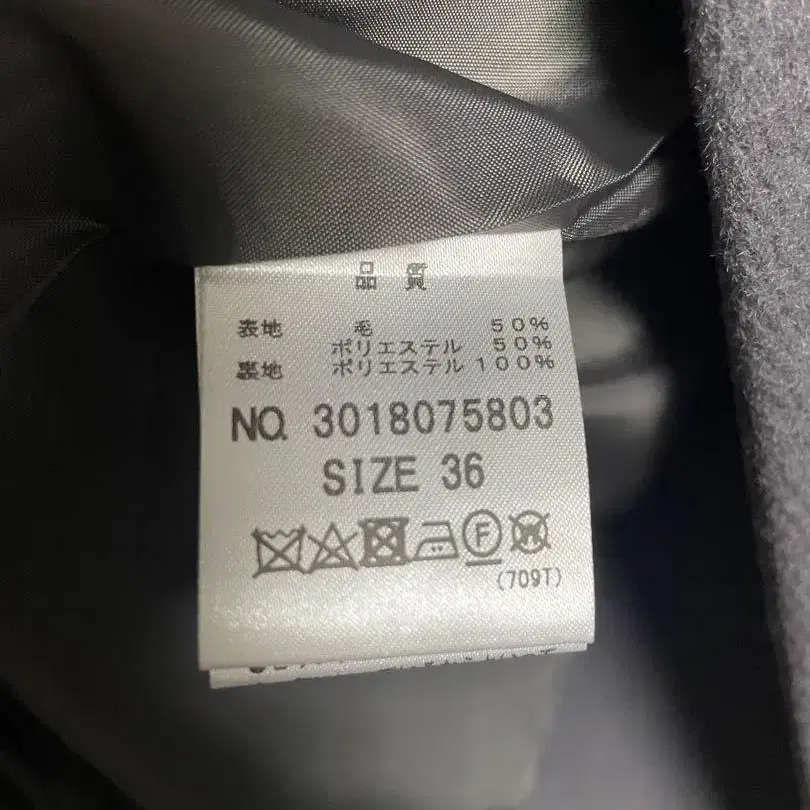 品質
表地 毛 50%
ポリエステル 50%
裏地 ポリエステル 100%
NO. 3018075803
SIZE 36
F
W
(709T)